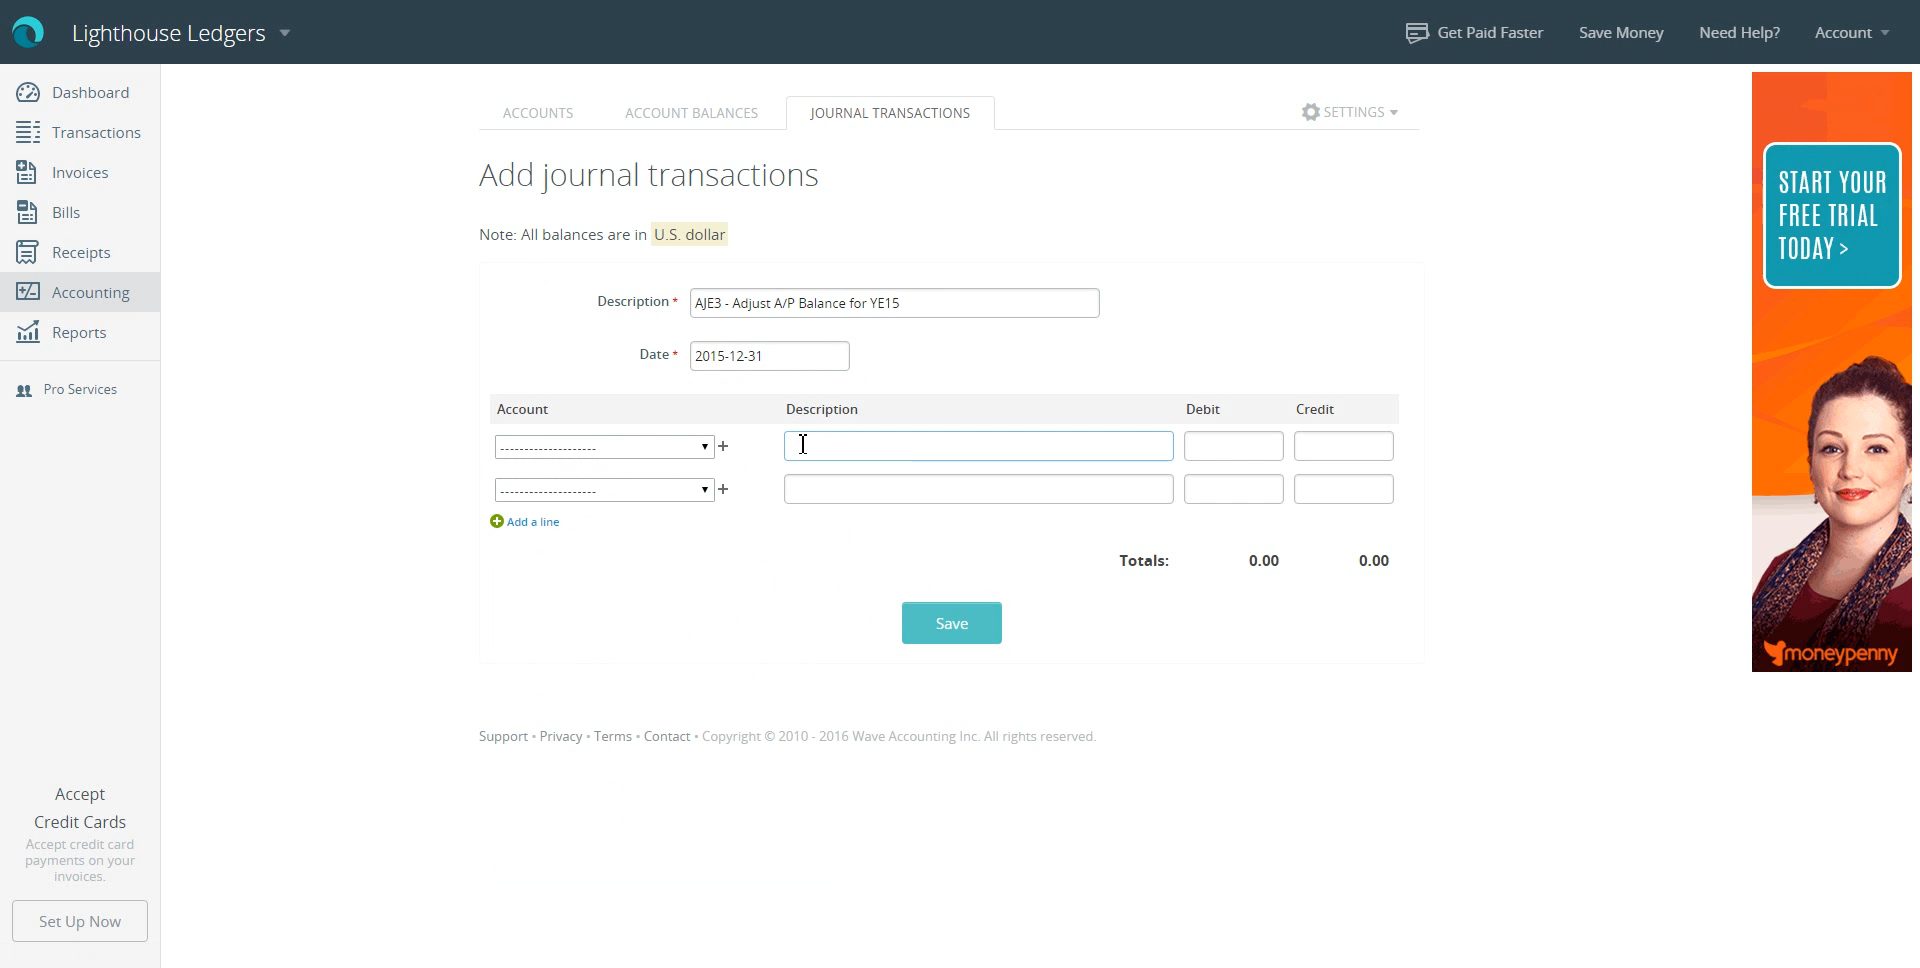 Lighthouse Ledgers
Get Paid Faster
Save Money
Need Help?
Account
Dashboard
Transactions
Invoices
Bills
Receipts
Accounting
Reports
Pro Services
Accept
Credit Cards
Accept credit card
payments on your
invoices.
Set Up Now
ACCOUNTS
ACCOUNT BALANCES
JOURNAL TRANSACTIONS
SETTINGS
Add journal transactions
Note: All balances are in U.S. dollar
Description * AJE3 - Adjust A/P Balance for YE15
Date * 2015-12-31
Account Description Debit Credit
--------------------
--------------------
Add a line
Totals: 0.00 0.00
Save
Support • Privacy • Terms • Contact • Copyright © 2010 - 2016 Wave Accounting Inc. All rights reserved.
START YOUR
FREE TRIAL
TODAY >
moneypenny